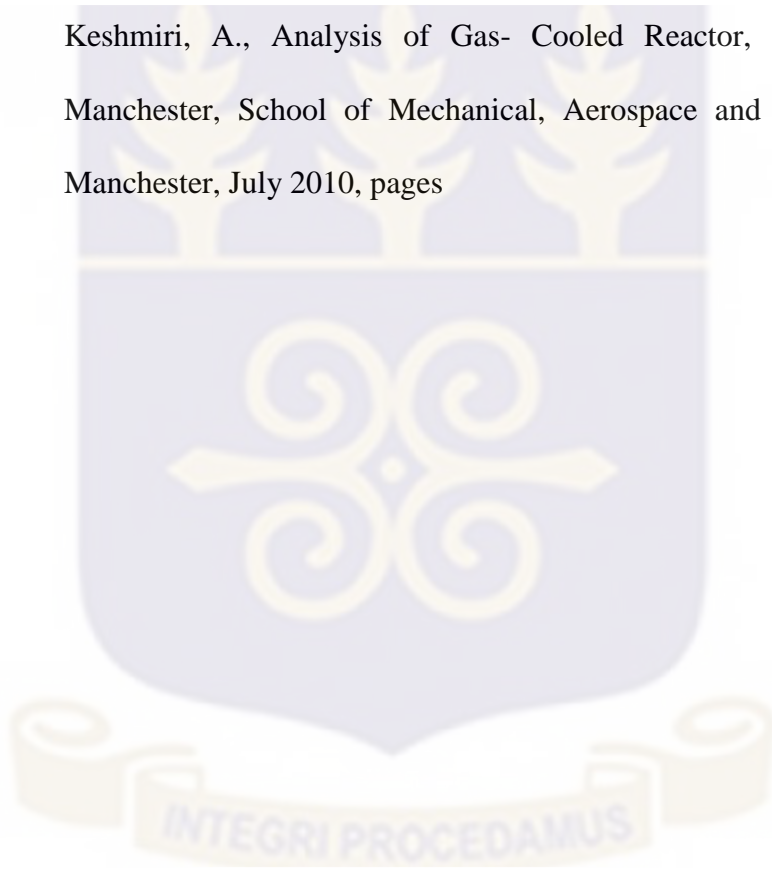 Keshmiri, A., Analysis of Gas- Cooled Reactor,
Manchester, School of Mechanical, Aerospace and
Manchester, July 2010, pages
INTEGRI PROCEDAMUS